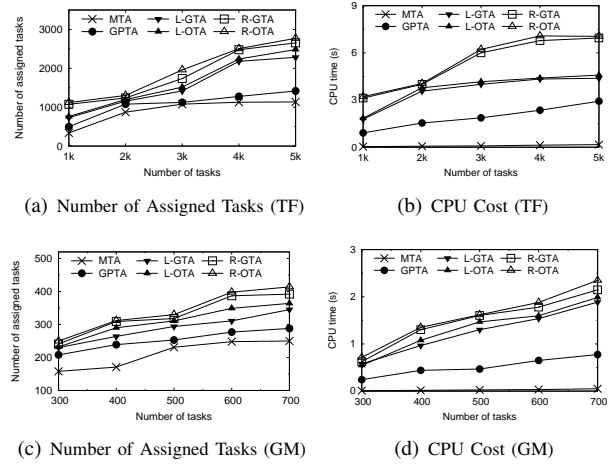 Number of assigned tasks
MTA L-GTA R-GTA
GPTA L-OTA R-OTA
3000
2000
1000
0
1k 2k 3k 4k 5k
Number of tasks
(a) Number of Assigned Tasks (TF)
CPU time (s)
MTA L-GTA R-GTA
GPTA L-OTA R-OTA
9
6
3
0
1k 2k 3k 4k 5k
Number of tasks
(b) CPU Cost (TF)
Number of assigned tasks
MTA L-GTA R-GTA
GPTA L-OTA R-OTA
500
400
300
200
100
300 400 500 600 700
Number of tasks
(c) Number of Assigned Tasks (GM)
CPU time (s)
MTA L-GTA R-GTA
GPTA L-OTA R-OTA
3
2
1
0
300 400 500 600 700
Number of tasks
(d) CPU Cost (GM)